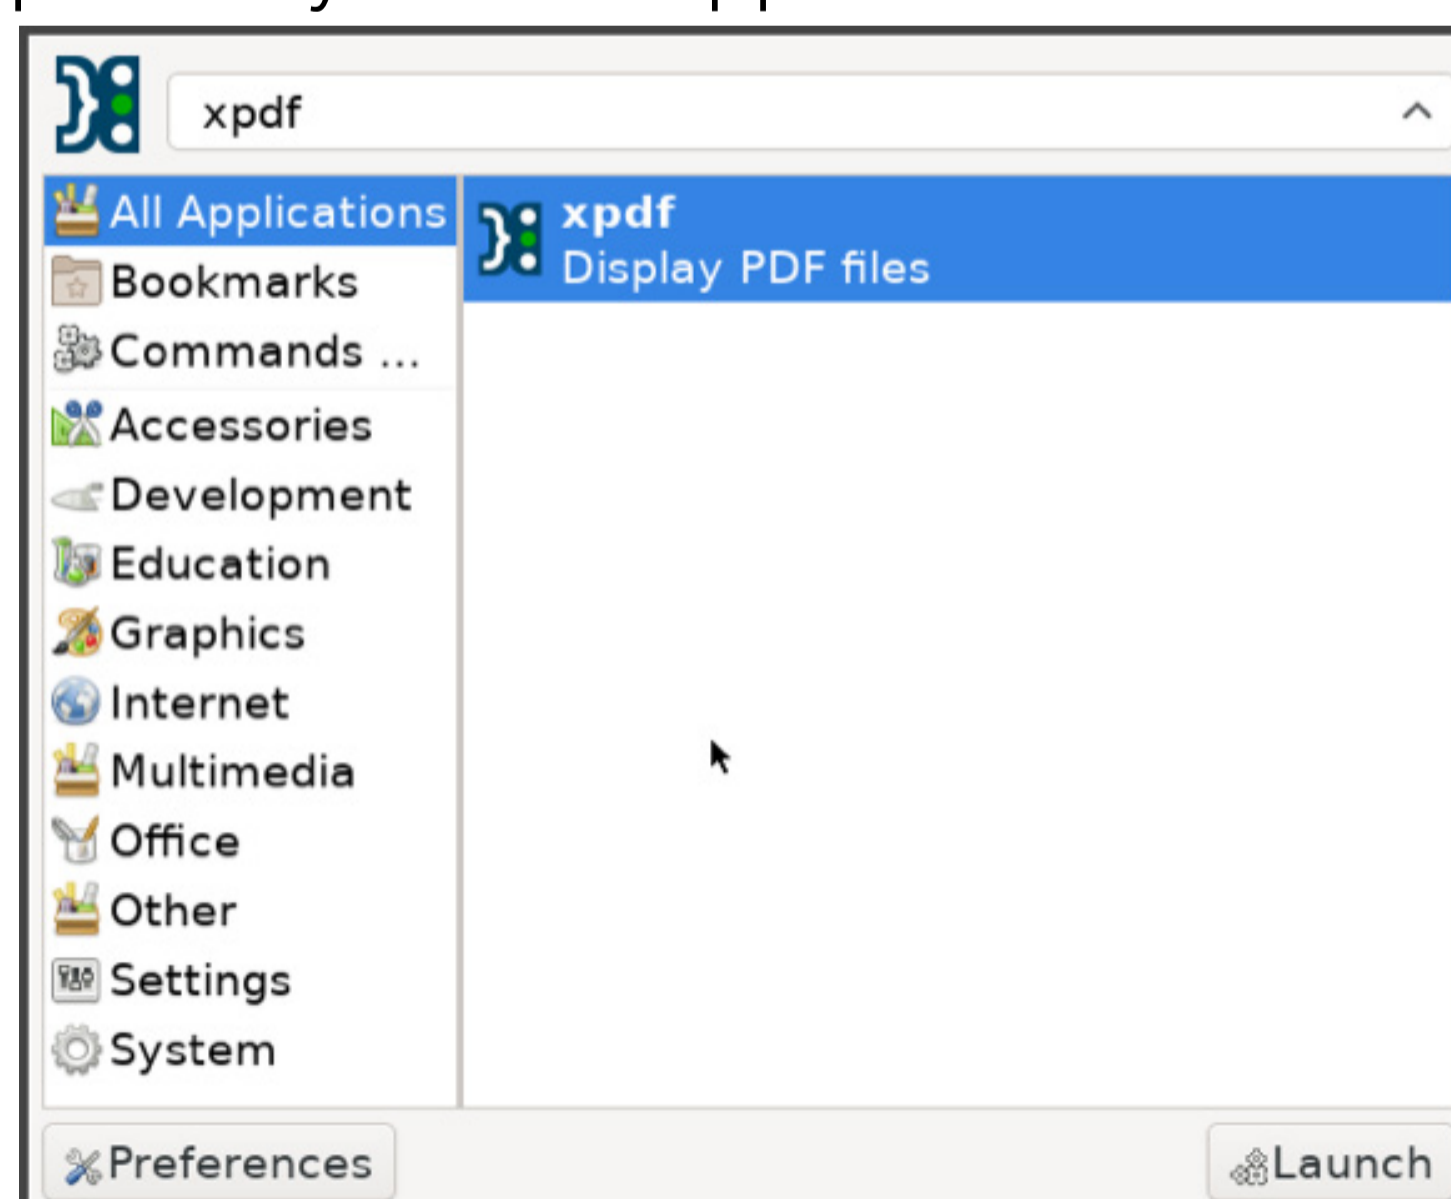 xpdf
All Applications
Bookmarks
Commands ...
Accessories
Development
Education
Graphics
Internet
Multimedia
Office
Other
Settings
System
xpdf
Display PDF files
Preferences
Launch